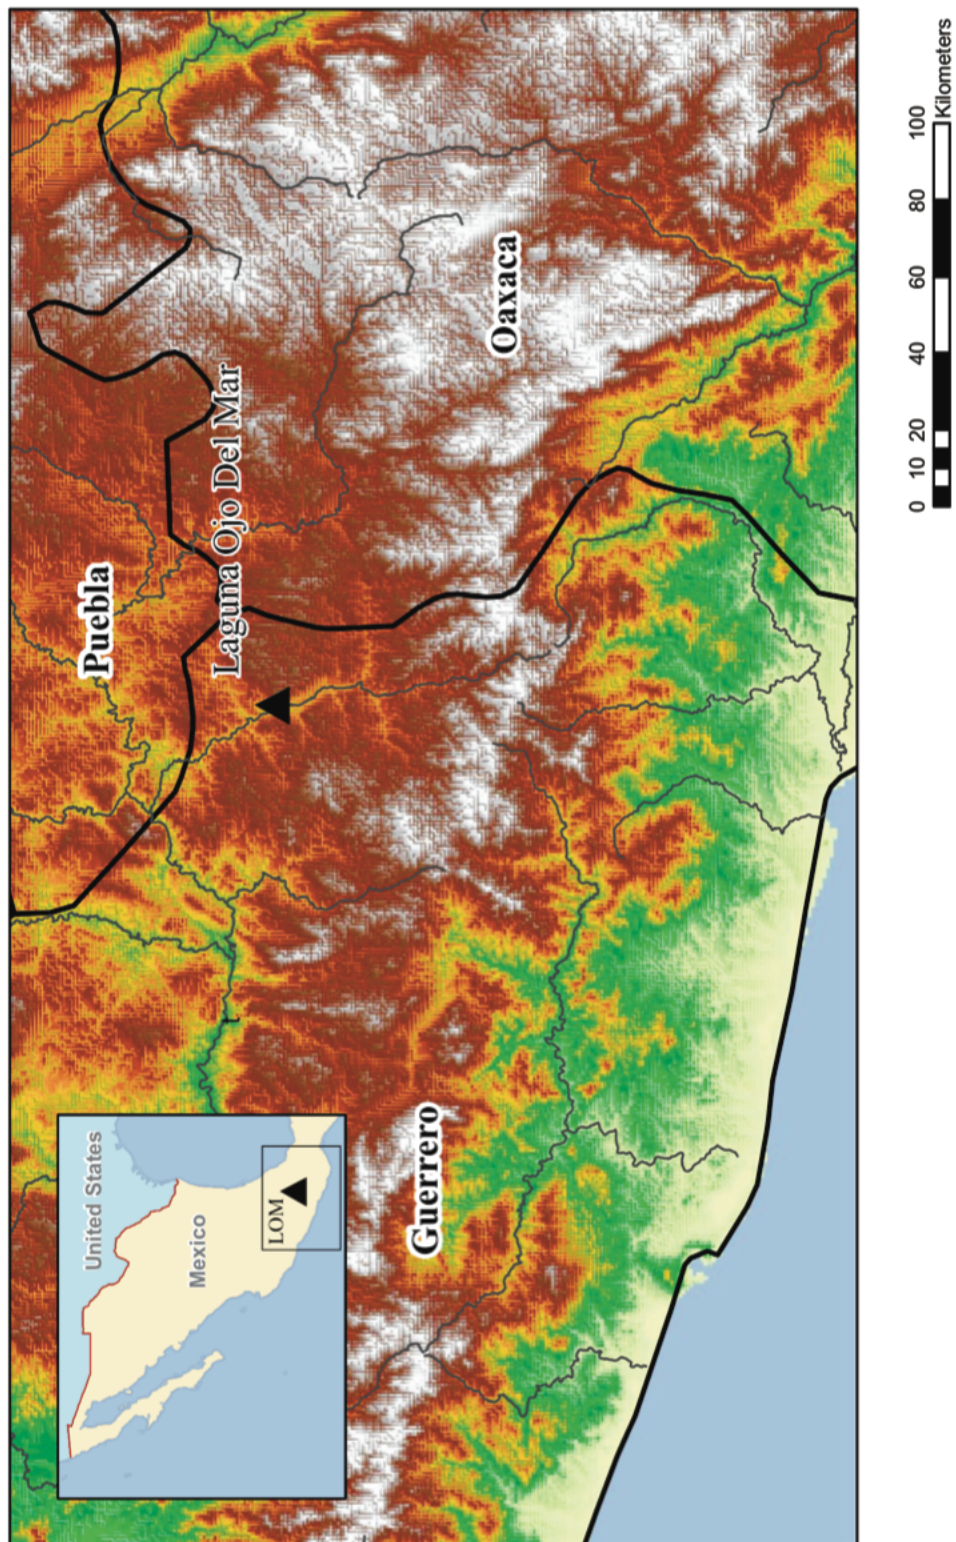 United States
Mexico
LOM
Puebla
Laguna Ojo Del Mar
Oaxaca
Guerrero
0 10 20 40 60 80 100
Kilometers